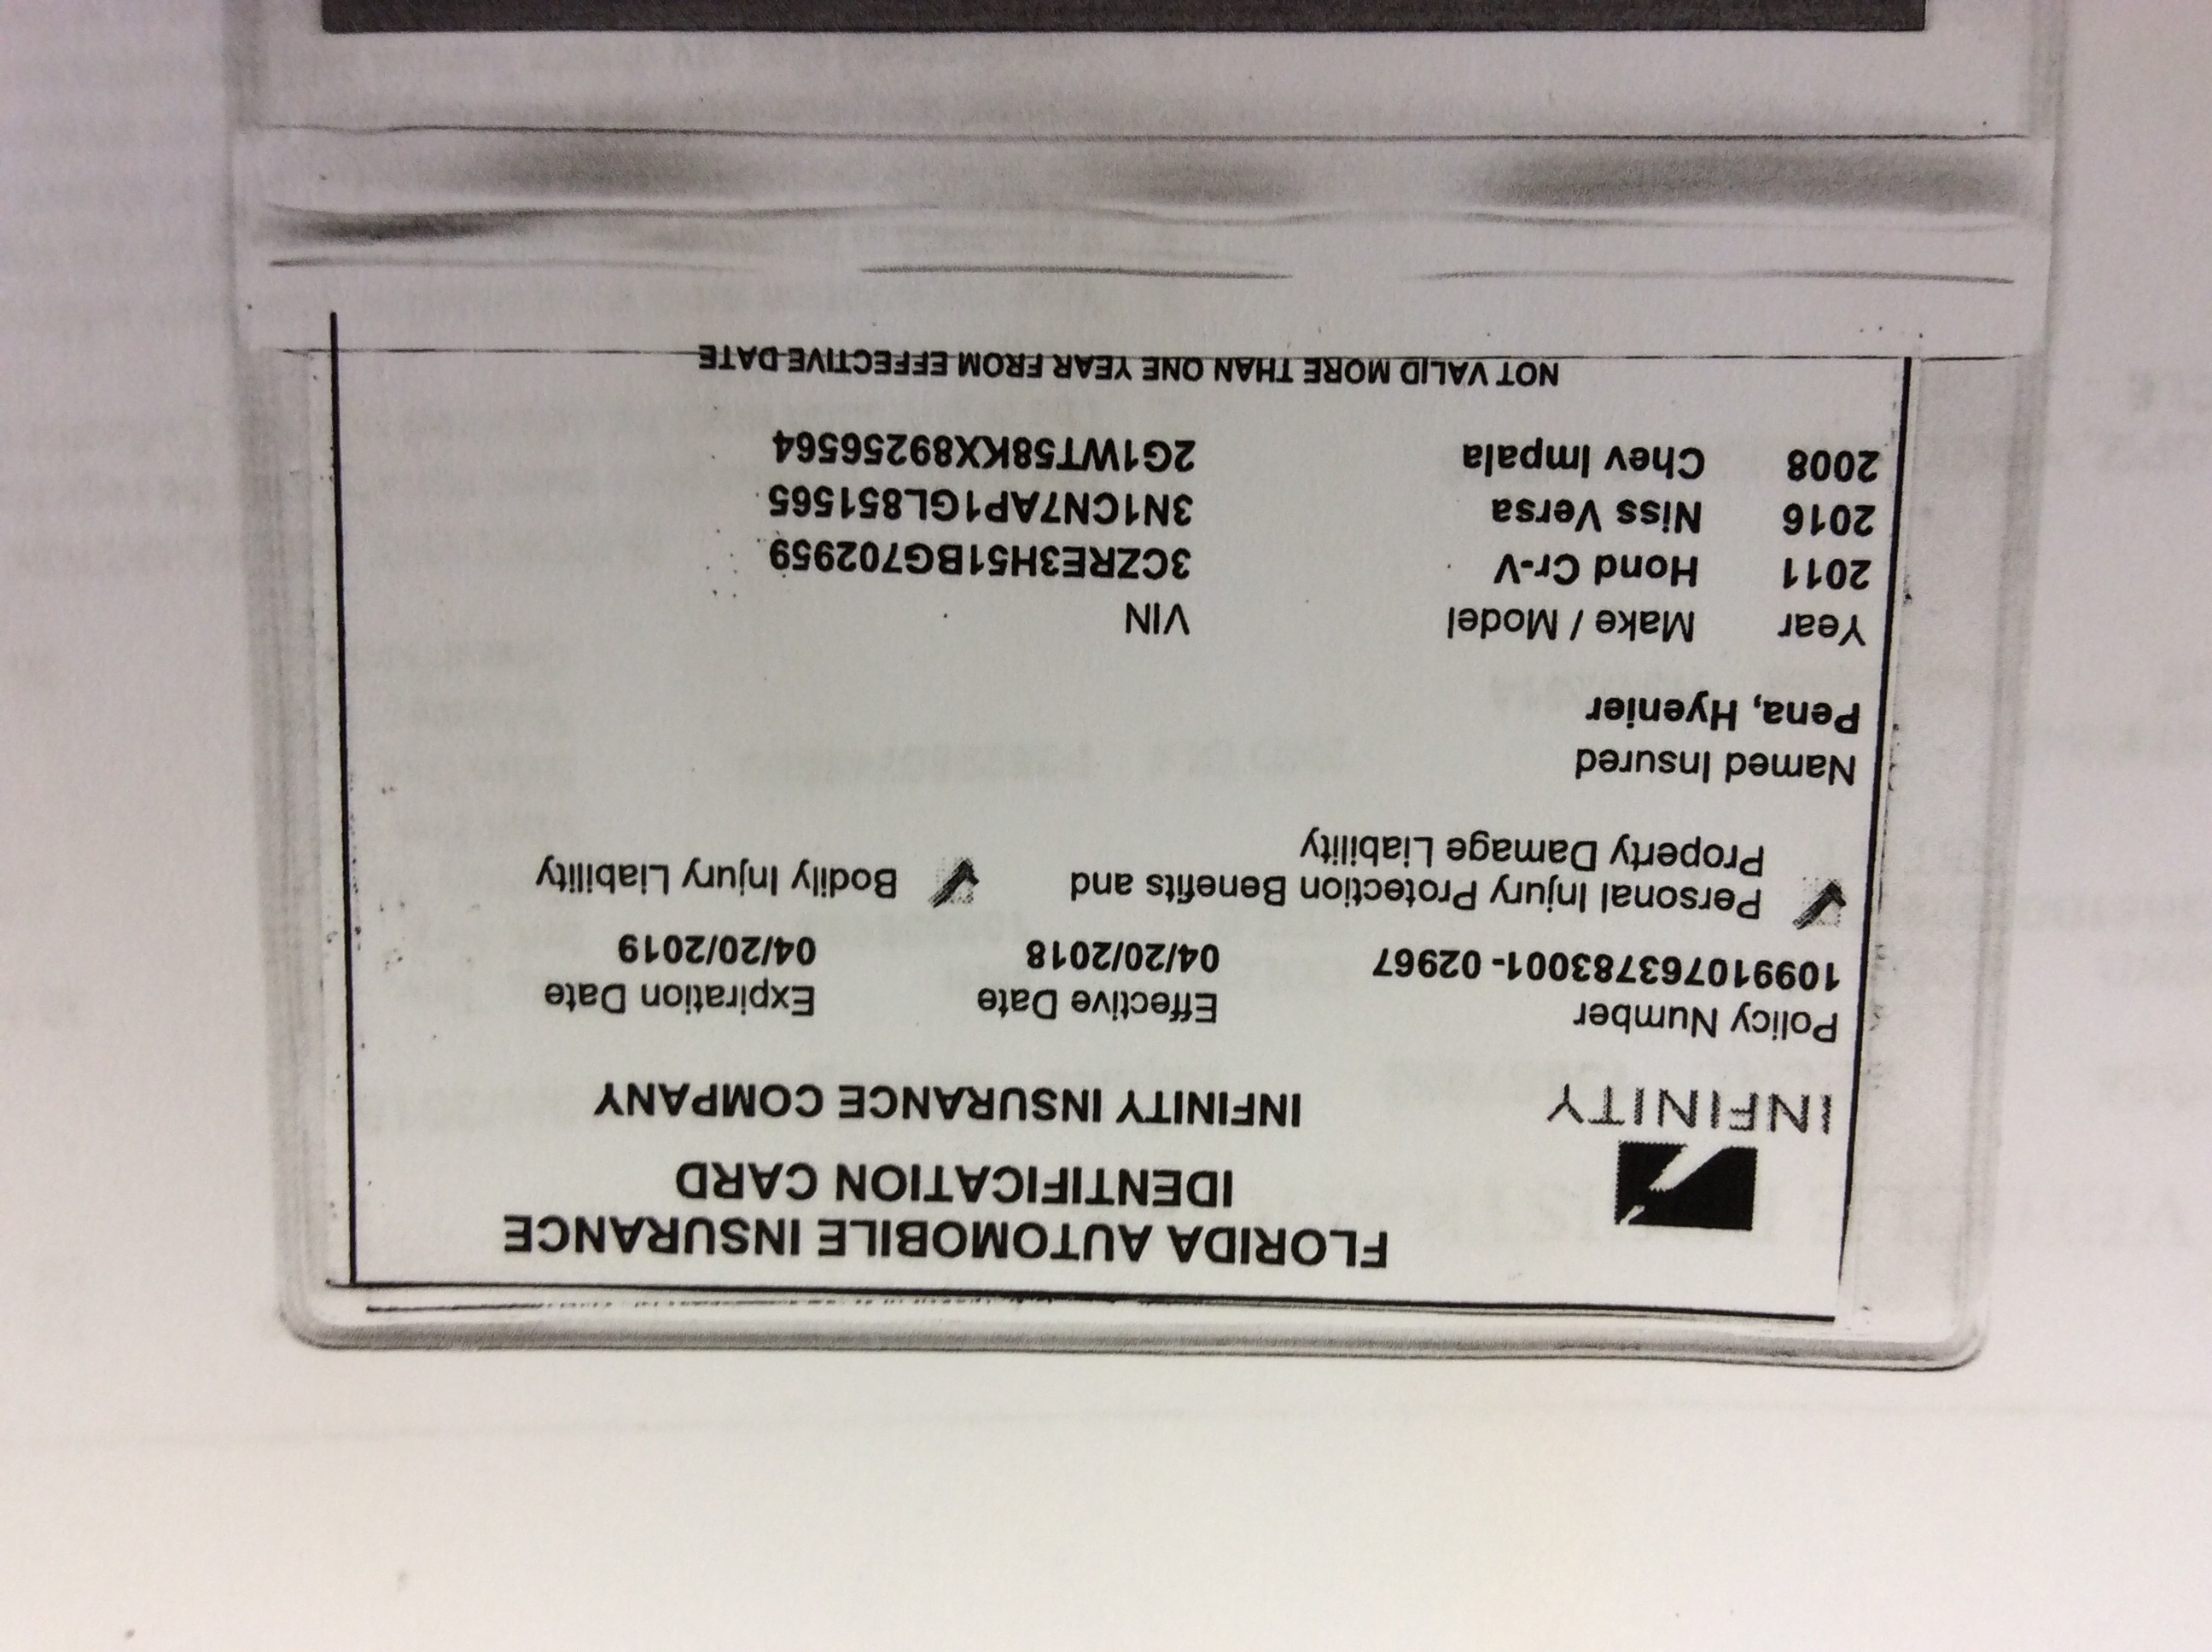 FLORIDA AUTOMOBILE INSURANCE
IDENTIFICATION CARD
INFINITY
INFINITY INSURANCE COMPANY
Policy Number Effective Date Expiration Date
109910763783001- 02967 04/20/2018 04/20/2019
Personal Injury Protection Benefits and Bodily Injury Liability
Property Damage Liability
Named Insured
Pena, Hyenier
Year Make / Model VIN
2011 Hond Cr-V 3CZRE3H51BG702959
2016 Niss Versa 3N1CN7AP1GL851565
2008 Chev Impala 2G1WT58KX89256564
NOT VALID MORE THAN ONE YEAR FROM EFFECTIVE DATE